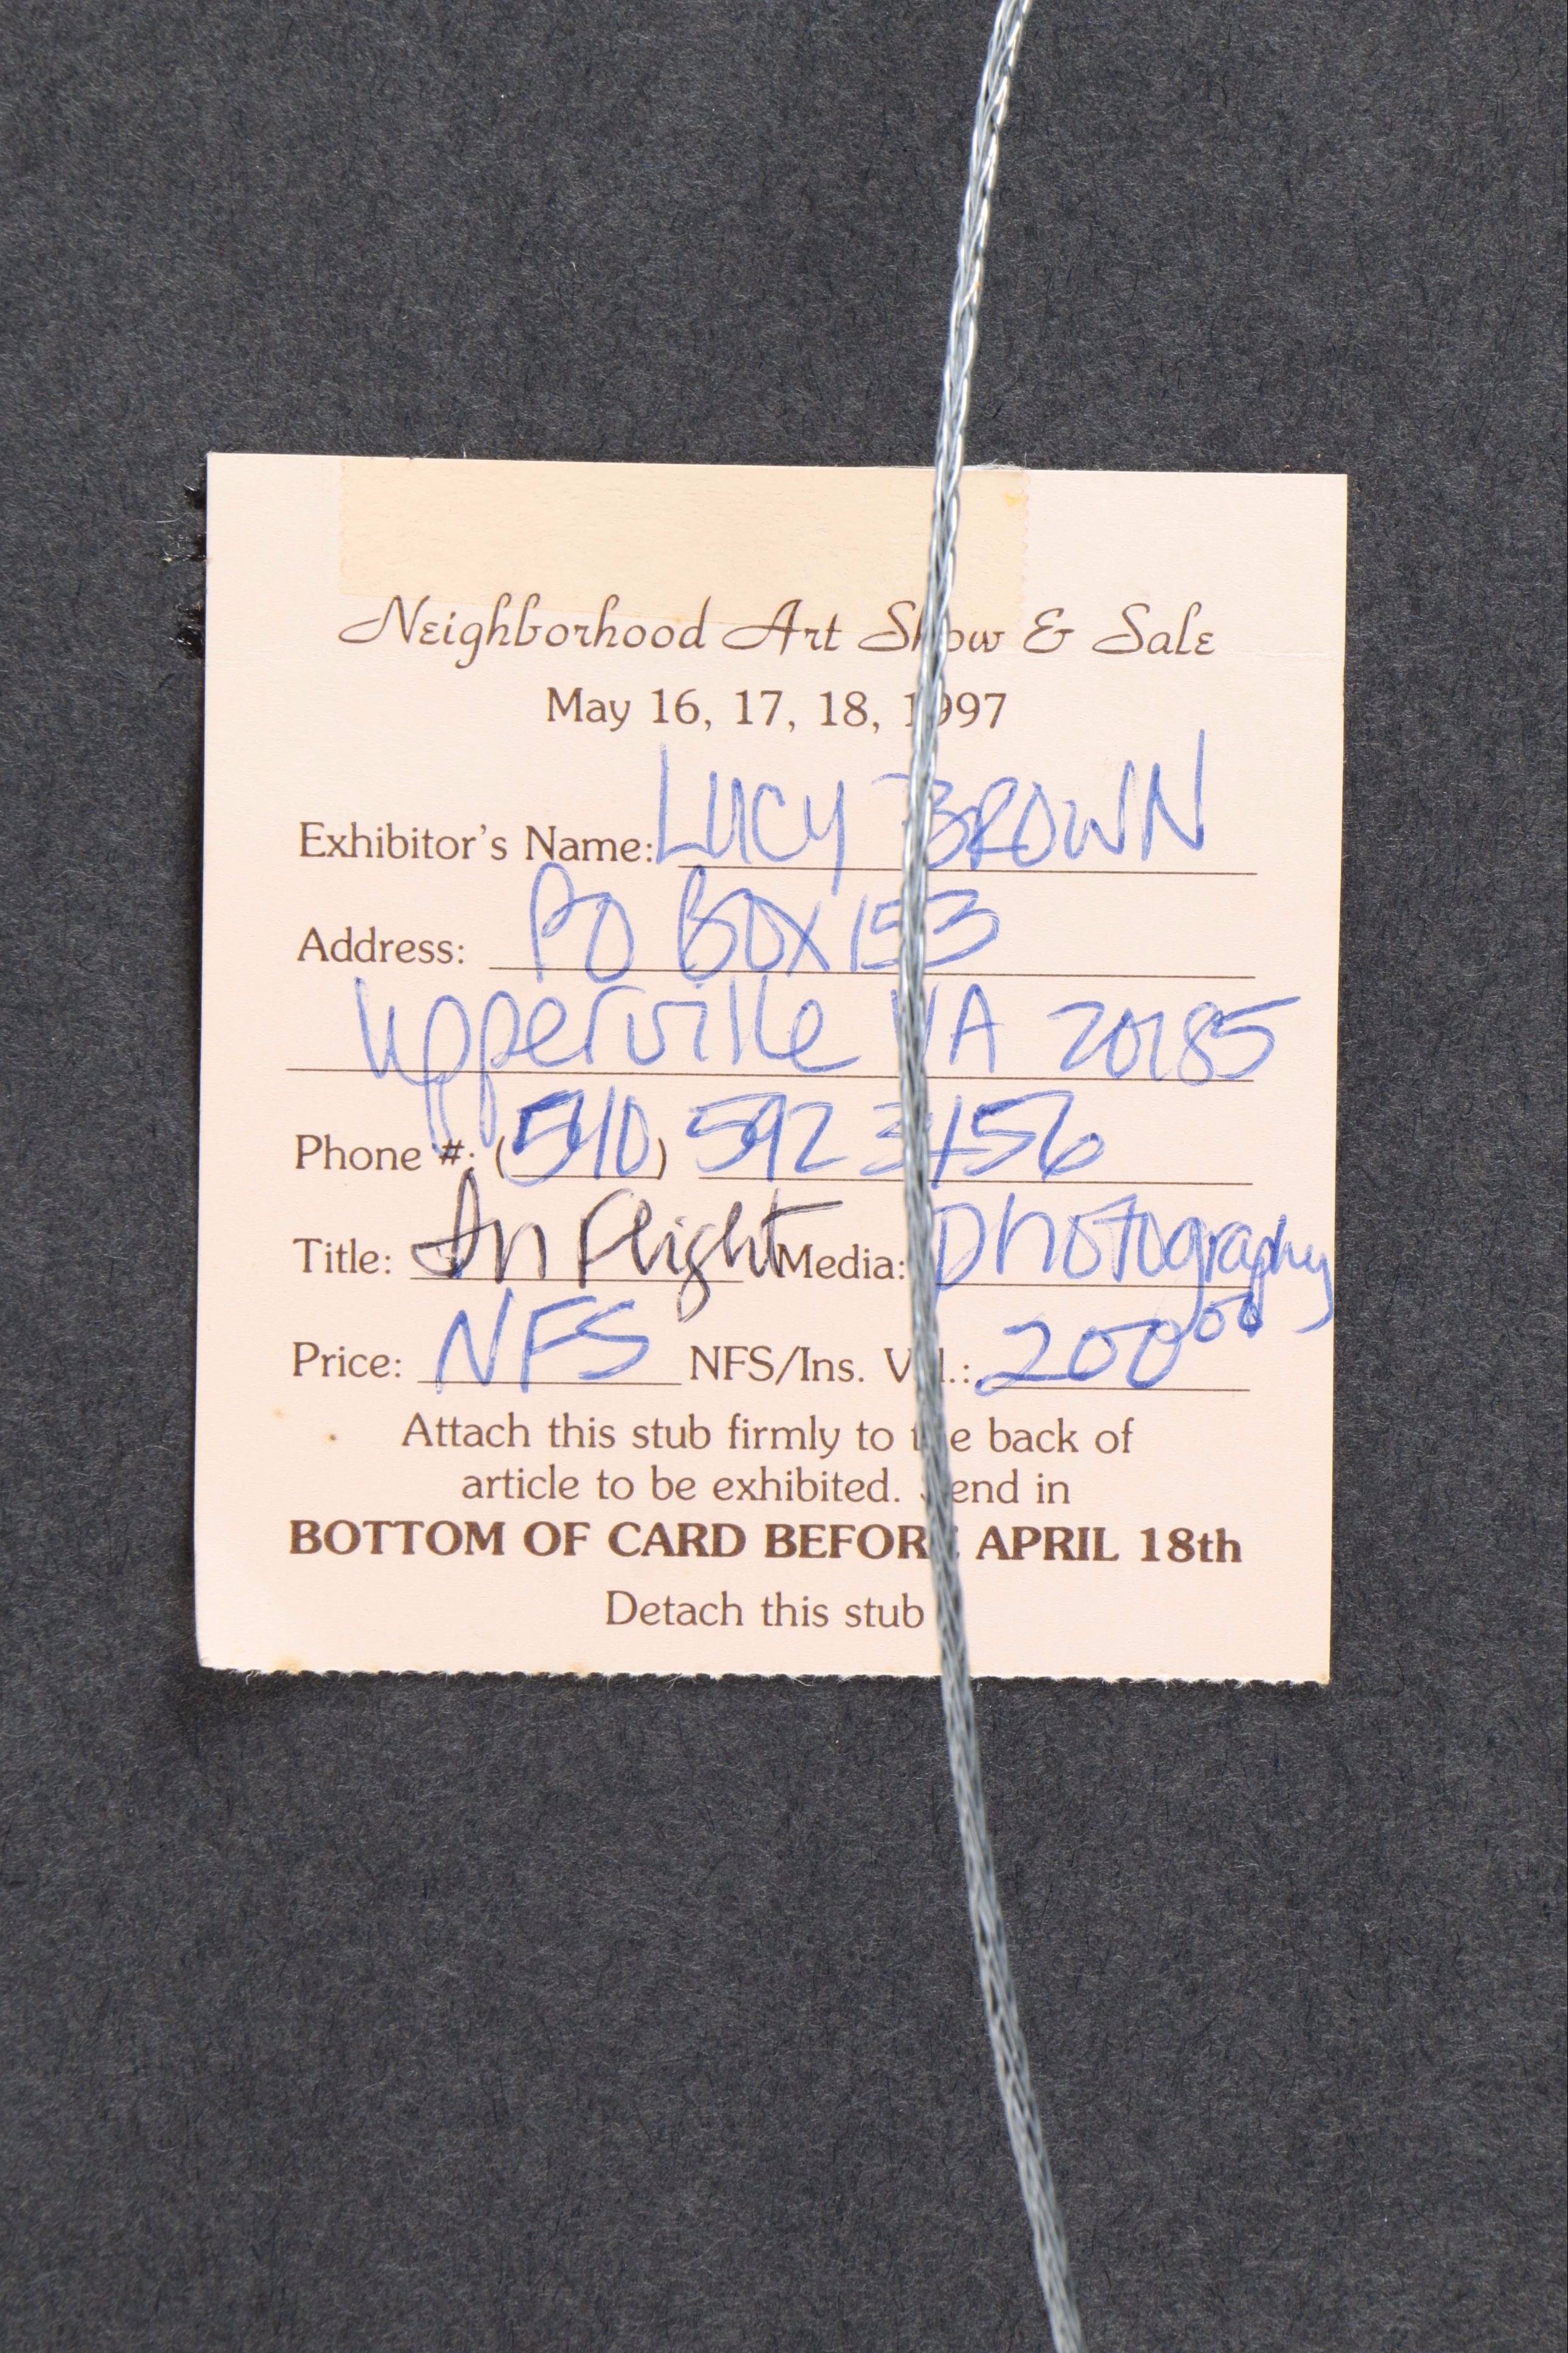 Neighborhood Art Show & Sale
May 16, 17, 18, 1997
Exhibitor's Name: LUCY BROWN
Address: PO BOX 153
Upperville VA 20185
Phone #: (540) 592 3456
Title: In Flight Media: photography
Price: NFS NFS/Ins. Val.: 200 00
Attach this stub firmly to the back of
article to be exhibited. Send in
BOTTOM OF CARD BEFORE APRIL 18th
Detach this stub